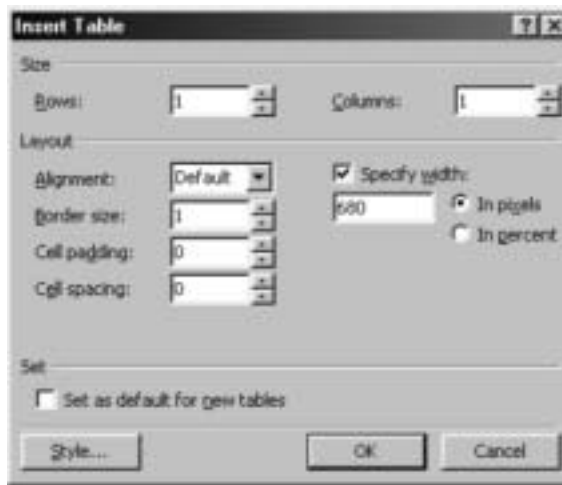 Insert Table
Size
Rows: 1 Columns: 1
Layout
Alignment: Default Specify width:
Border size: 1 680 In pixels
Cell padding: 0 In percent
Cell spacing: 0
Set
Set as default for new tables
Style... OK Cancel